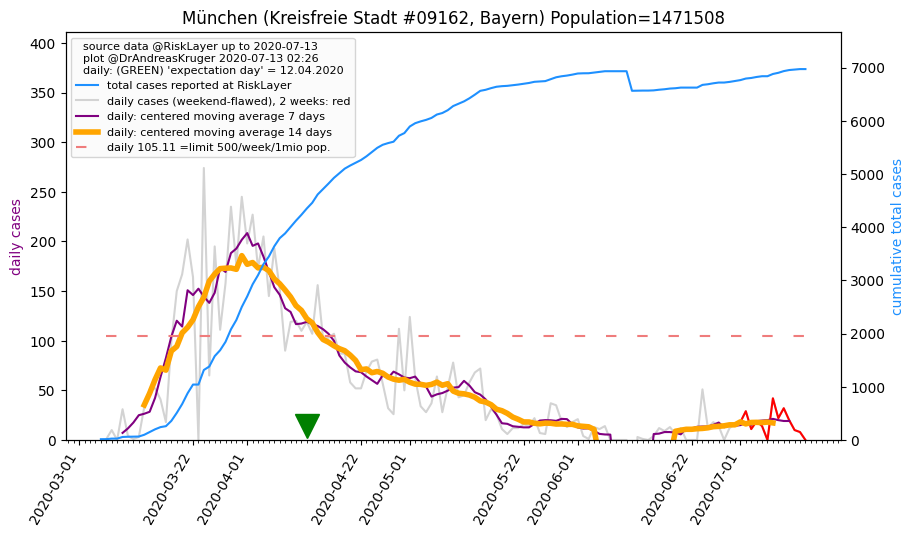 München (Kreisfreie Stadt #09162, Bayern) Population=1471508
source data @RiskLayer up to 2020-07-13
plot @DrAndreasKruger 2020-07-13 02:26
daily: (GREEN) 'expectation day' = 12.04.2020
total cases reported at RiskLayer
daily cases (weekend-flawed), 2 weeks: red
daily: centered moving average 7 days
daily: centered moving average 14 days
daily 105.11 =limit 500/week/1mio pop.
daily cases
400
350
300
250
200
150
100
50
0
cumulative total cases
7000
6000
5000
4000
3000
2000
1000
0
2020-03-01
2020-03-22
2020-04-01
2020-04-22
2020-05-01
2020-05-22
2020-06-01
2020-06-22
2020-07-01